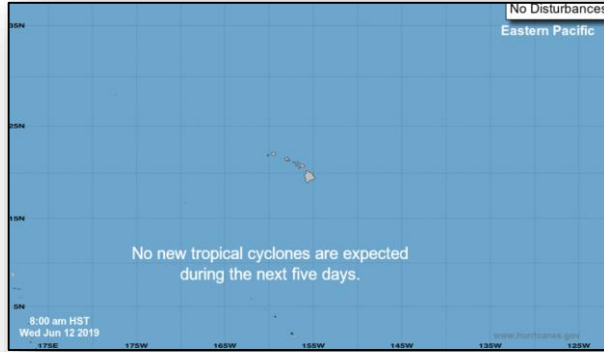 No Disturbances
Eastern Pacific
35N
25N
15N
No new tropical cyclones are expected
during the next five days.
5N
8:00 am HST
Wed Jun 12 2019
www.hurricanes.gov
175E
175W
165W
155W
145W
135W
125W